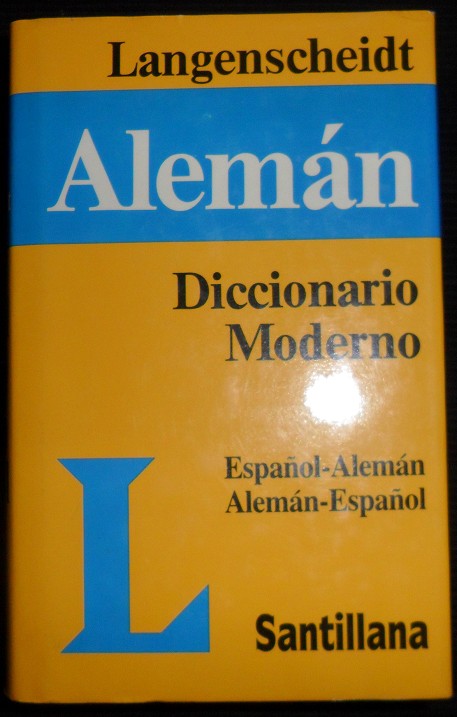 Langenscheidt
Alemán
Diccionario
Moderno
Español-Alemán
Alemán-Español
L
Santillana